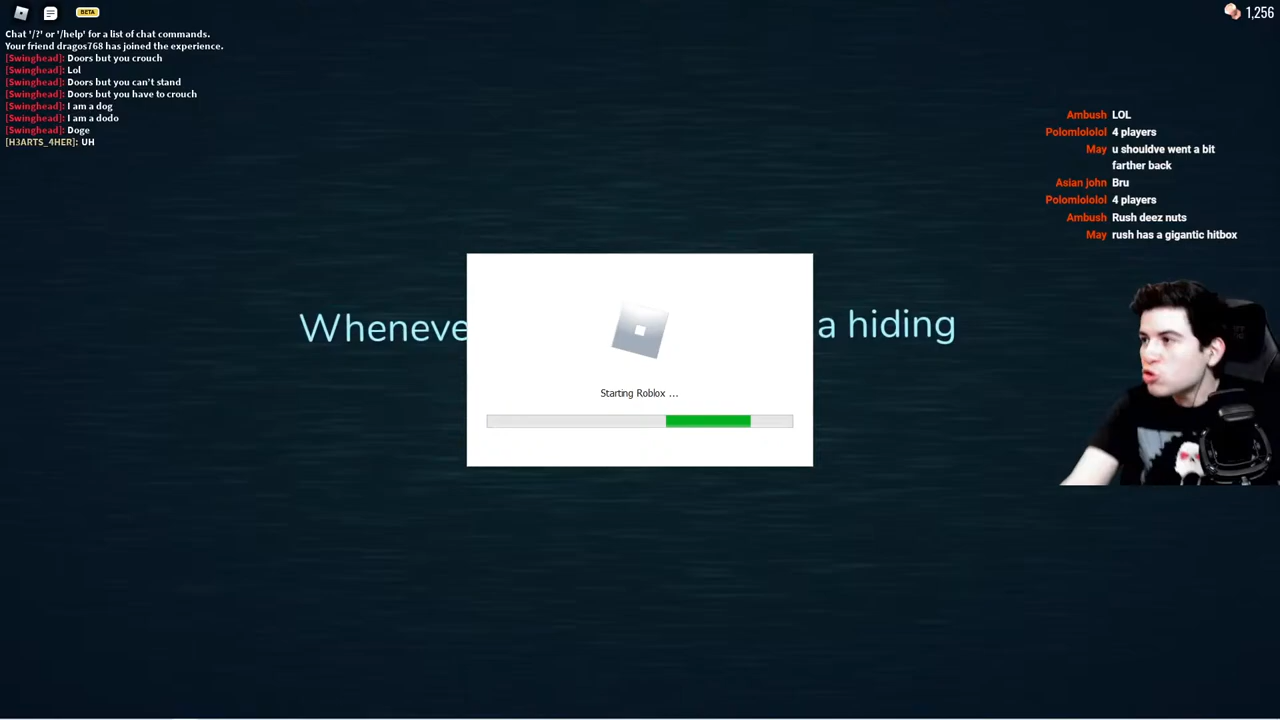 BETA
1,256
Chat '/?' or '/help' for a list of chat commands.
Your friend dragos768 has joined the experience.
[Swinghead]: Doors but you crouch
[Swinghead]: Lol
[Swinghead]: Doors but you can't stand
[Swinghead]: Doors but you have to crouch
[Swinghead]: I am a dog
[Swinghead]: I am a dodo
[Swinghead]: Doge
[H3ARTS_4HER]: UH
Ambush LOL
Polomlololol 4 players
May u shouldve went a bit
farther back
Asian john Bru
Polomlololol 4 players
Ambush Rush deez nuts
May rush has a gigantic hitbox
Wheneve a hiding
Starting Roblox ...